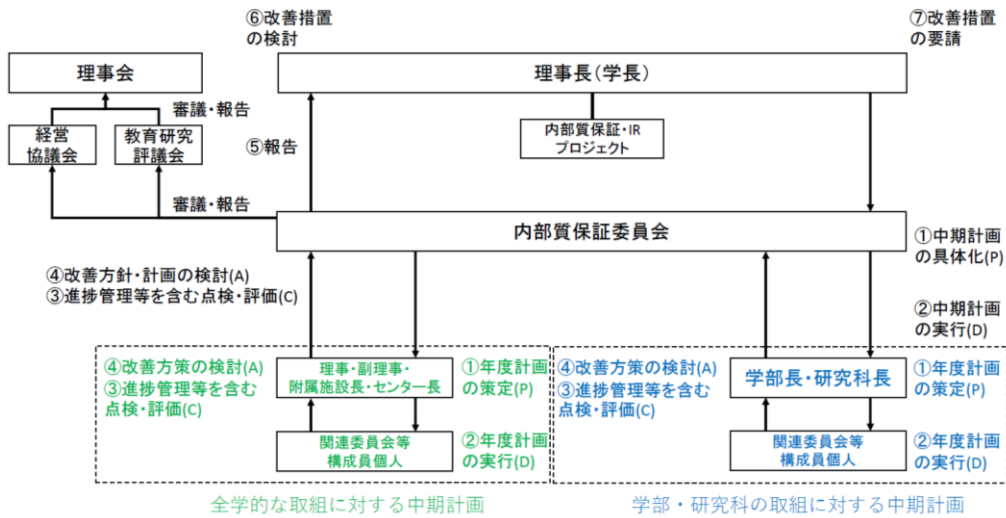 ⑥改善措置
の検討
⑦改善措置
の要請
理事会
理事長(学長)
審議・報告
経営
協議会
教育研究
評議会
⑤報告
内部質保証・IR
プロジェクト
審議・報告
内部質保証委員会
①中期計画
の具体化(P)
④改善方針・計画の検討(A)
③進捗管理等を含む点検・評価(C)
②中期計画
の実行(D)
④改善方策の検討(A)
③進捗管理等を含む
点検・評価(C)
理事・副理事・
附属施設長・センター長
①年度計画
の策定(P)
関連委員会等
構成員個人
②年度計画
の実行(D)
④改善方策の検討(A)
③進捗管理等を含む
点検・評価(C)
学部長・研究科長
①年度計画
の策定(P)
関連委員会等
構成員個人
②年度計画
の実行(D)
全学的な取組に対する中期計画
学部・研究科の取組に対する中期計画